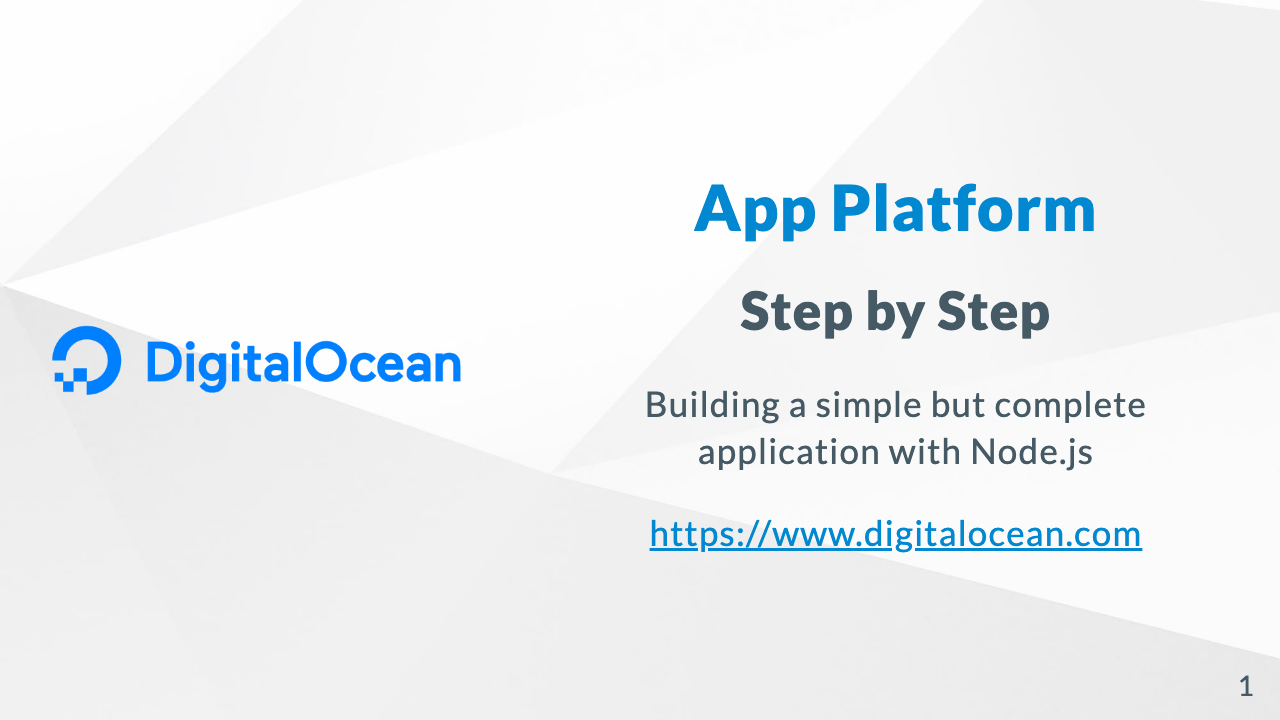 DigitalOcean
App Platform
Step by Step
Building a simple but complete
application with Node.js
https://www.digitalocean.com
1